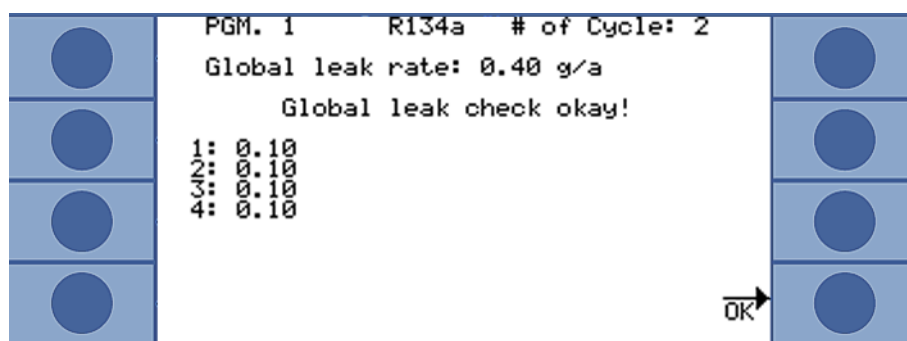 PGM. 1 R134a # of Cycle: 2
Global leak rate: 0.40 g/a
Global leak check okay!
1: 0.10
2: 0.10
3: 0.10
4: 0.10
OK